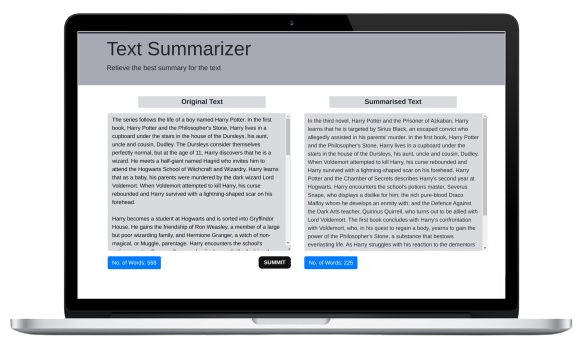 Text Summarizer
Retieve the best summary for the text
Original Text
The series follows the life of a boy named Harry Potter. In the first
book, Harry Potter and the Philosopher's Stone, Harry lives in a
cupboard under the stairs in the house of the Dursleys, his aunt,
uncle and cousin, Dudley. The Dursleys consider themselves
perfectly normal, but at the age of 11, Harry discovers that he is a
wizard. He meets a half-giant named Hagrid who invites him to
attend the Hogwarts School of Witchcraft and Wizardry. Harry learns
that as a baby, his parents were murdered by the dark wizard Lord
Voldemort. When Voldemort attempted to kill Harry, his curse
rebounded and Harry survived with a lightning-shaped scar on his
forehead.
Harry becomes a student at Hogwarts and is sorted into Gryffindor
House. He gains the friendship of Ron Weasley, a member of a large
but poor wizarding family, and Hermione Granger, a witch of non-
magical, or Muggle, parentage. Harry encounters the school's
No. of Words: 550
SUMMIT
Summarised Text
In the third novel, Harry Potter and the Prisoner of Azkaban, Harry
learns that he is targeted by Sirius Black, an escaped convict who
allegedly assisted in his parents' murder. In the first book, Harry Potter
and the Philosopher's Stone, Harry lives in a cupboard under the
stairs in the house of the Dursleys, his aunt, uncle and cousin, Dudley.
When Voldemort attempted to kill Harry, his curse rebounded and
Harry survived with a lightning-shaped scar on his forehead. Harry
Potter and the Chamber of Secrets describes Harry's second year at
Hogwarts. Harry encounters the school's potions master, Severus
Snape, who displays a dislike for him; the rich pure-blood Draco
Malfoy whom he develops an enmity with; and the Defence Against
the Dark Arts teacher, Quirinus Quirrell, who turns out to be allied with
Lord Voldemort. The first book concludes with Harry's confrontation
with Voldemort, who, in his quest to regain a body, yearns to gain the
power of the Philosopher's Stone, a substance that bestows
everlasting life. As Harry struggles with his reaction to the dementors
No. of Words: 225